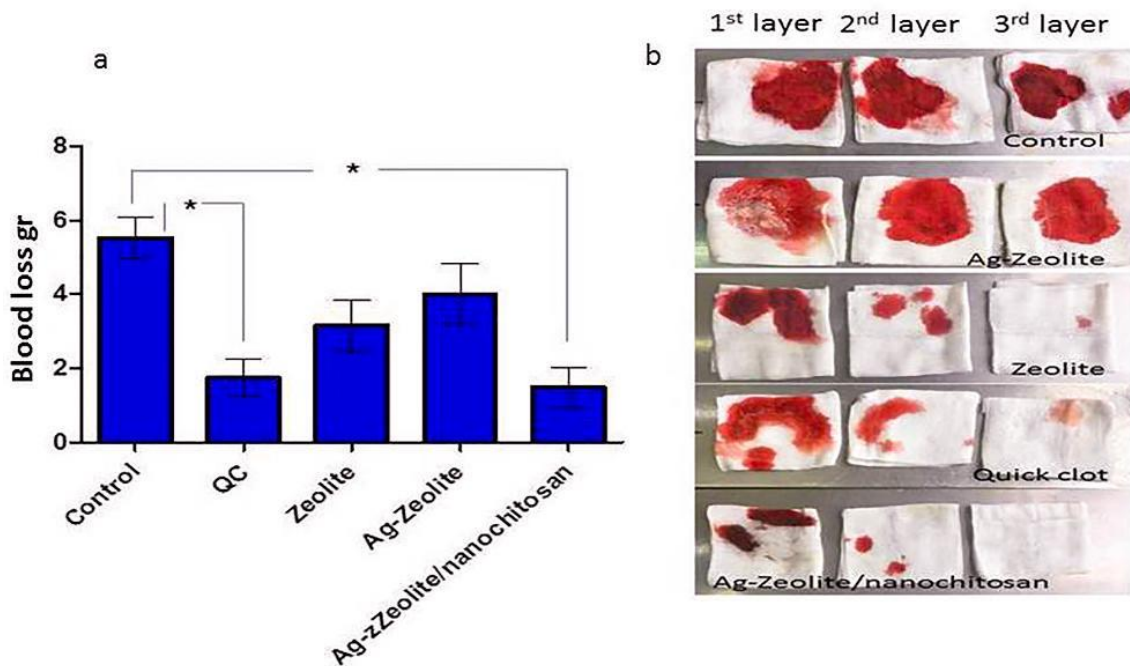 a
8
6
4
2
0
Blood loss gr
*
*
Control
QC
Zeolite
Ag-Zeolite
Ag-zZeolite/nanochitosan
b
1st layer 2nd layer 3rd layer
Control
Ag-Zeolite
Zeolite
Quick clot
Ag-Zeolite/nanochitosan